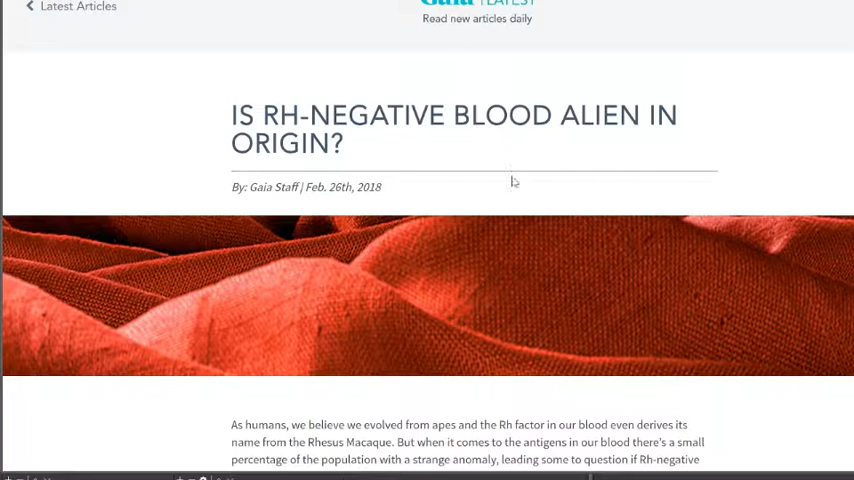 Latest Articles
Gaia LATEST
Read new articles daily
IS RH-NEGATIVE BLOOD ALIEN IN
ORIGIN?
By: Gaia Staff | Feb. 26th, 2018
As humans, we believe we evolved from apes and the Rh factor in our blood even derives its
name from the Rhesus Macaque. But when it comes to the antigens in our blood there's a small
percentage of the population with a strange anomaly, leading some to question if Rh-negative